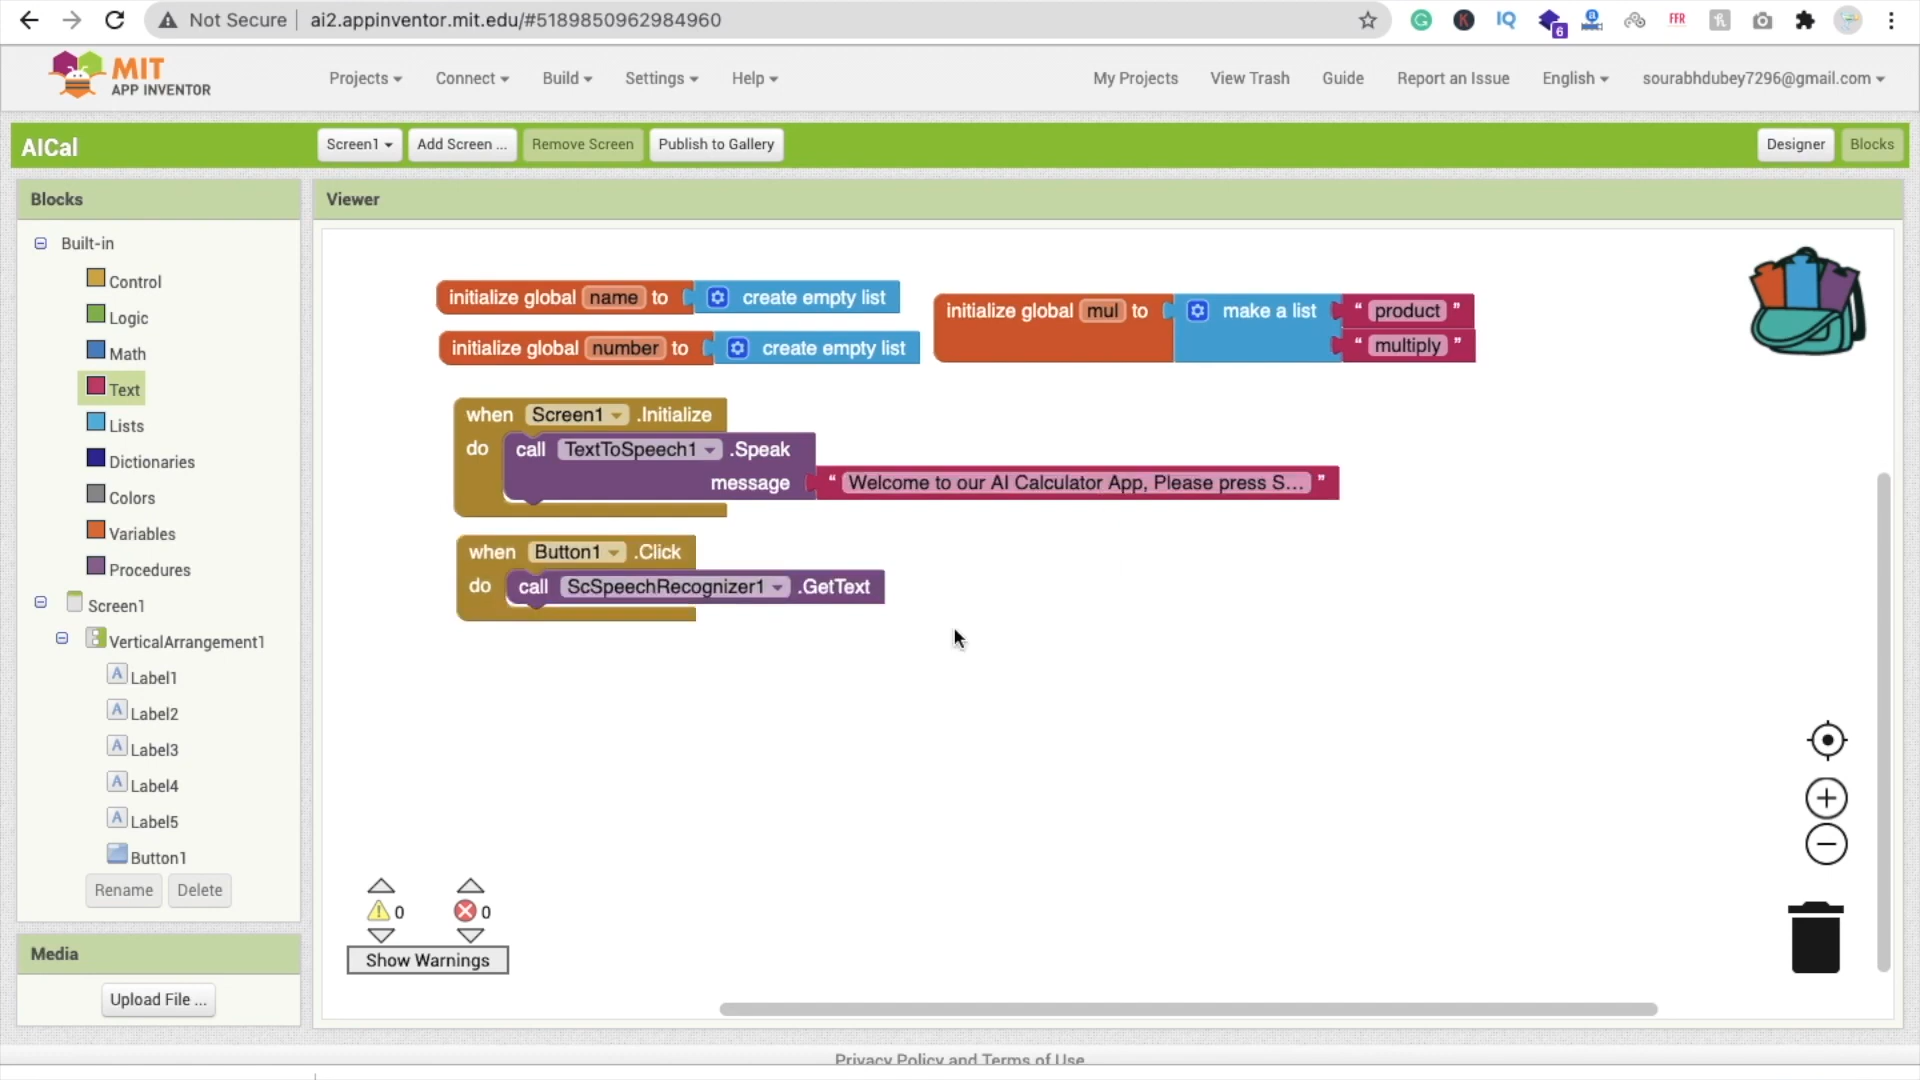 Not Secure
ai2.appinventor.mit.edu/#5189850962984960
G K IQ 6 a FFR
MIT
APP INVENTOR
Projects Connect Build Settings Help My Projects View Trash Guide Report an Issue English sourabhdubey7296@gmail.com
AICal Screen1 Add Screen ... Remove Screen Publish to Gallery Designer Blocks
Blocks
Viewer
Built-in
Control
Logic
Math
Text
Lists
Dictionaries
Colors
Variables
Procedures
Screen1
VerticalArrangement1
A Label1
A Label2
A Label3
A Label4
A Label5
Button1
Rename Delete
Media
Upload File ...
initialize global name to create empty list
initialize global number to create empty list
initialize global mul to make a list " product "
" multiply "
when Screen1 .Initialize
do call TextToSpeech1 .Speak
message " Welcome to our AI Calculator App, Please press S... "
when Button1 .Click
do call ScSpeechRecognizer1 .GetText
0 0
Show Warnings
Privacy Policy and Terms of Use